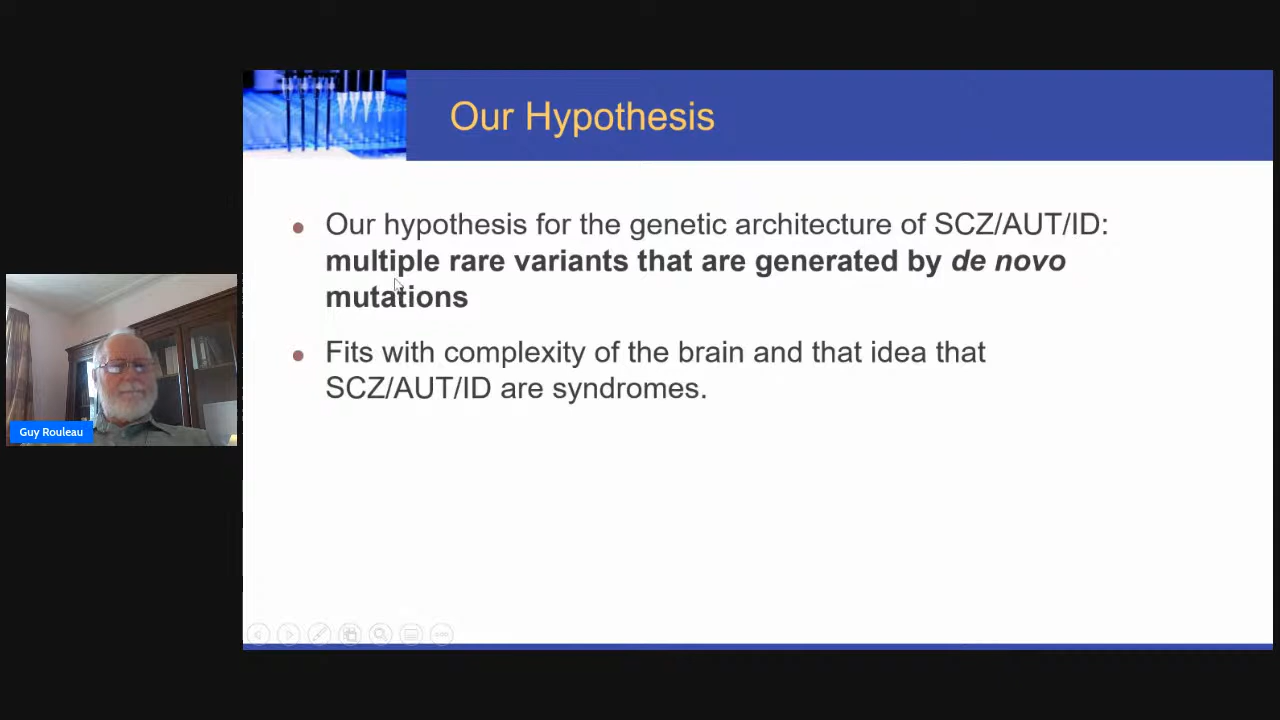 Our Hypothesis
Our hypothesis for the genetic architecture of SCZ/AUT/ID:
multiple rare variants that are generated by de novo
mutations
Fits with complexity of the brain and that idea that
SCZ/AUT/ID are syndromes.
Guy Rouleau